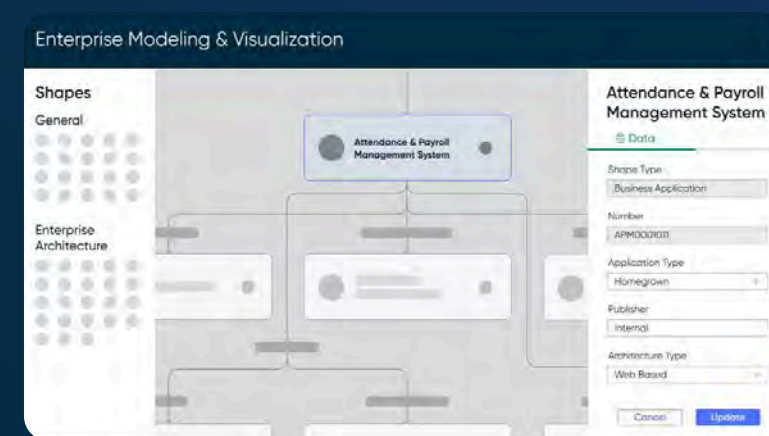 Enterprise Modeling & Visualization
Shapes
General
Enterprise
Architecture
Attendance & Payroll
Management System
Attendance & Payroll
Management System
Data
Shape Type
Business Application
Number
Application Type
Homegrown
Publisher
Internal
Architecture Type
Web Based
Cancel
Update